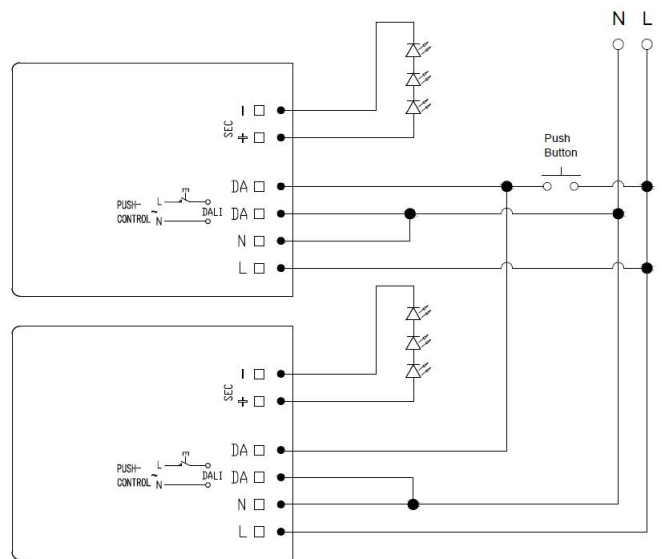 N L
Push
Button
SEC
−
+
DA
DA
N
L
PUSH-
CONTROL
L
~
N
DALI
SEC
−
+
DA
DA
N
L
PUSH-
CONTROL
L
~
N
DALI